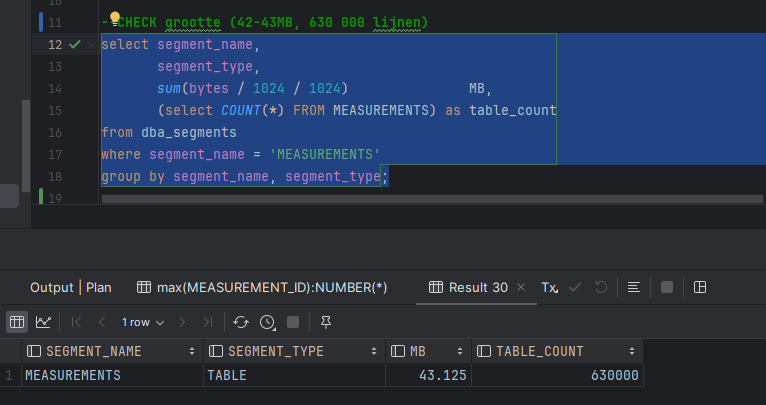 10
11 -- CHECK grootte (42-43MB, 630 000 lijnen)
12 select segment_name,
13 segment_type,
14 sum(bytes / 1024 / 1024) MB,
15 (select COUNT(*) FROM MEASUREMENTS) as table_count
16 from dba_segments
17 where segment_name = 'MEASUREMENTS'
18 group by segment_name, segment_type;
19
Output | Plan max(MEASUREMENT_ID):NUMBER(*) Result 30 Tx
1 row
SEGMENT_NAME SEGMENT_TYPE MB TABLE_COUNT
1 MEASUREMENTS TABLE 43.125 630000